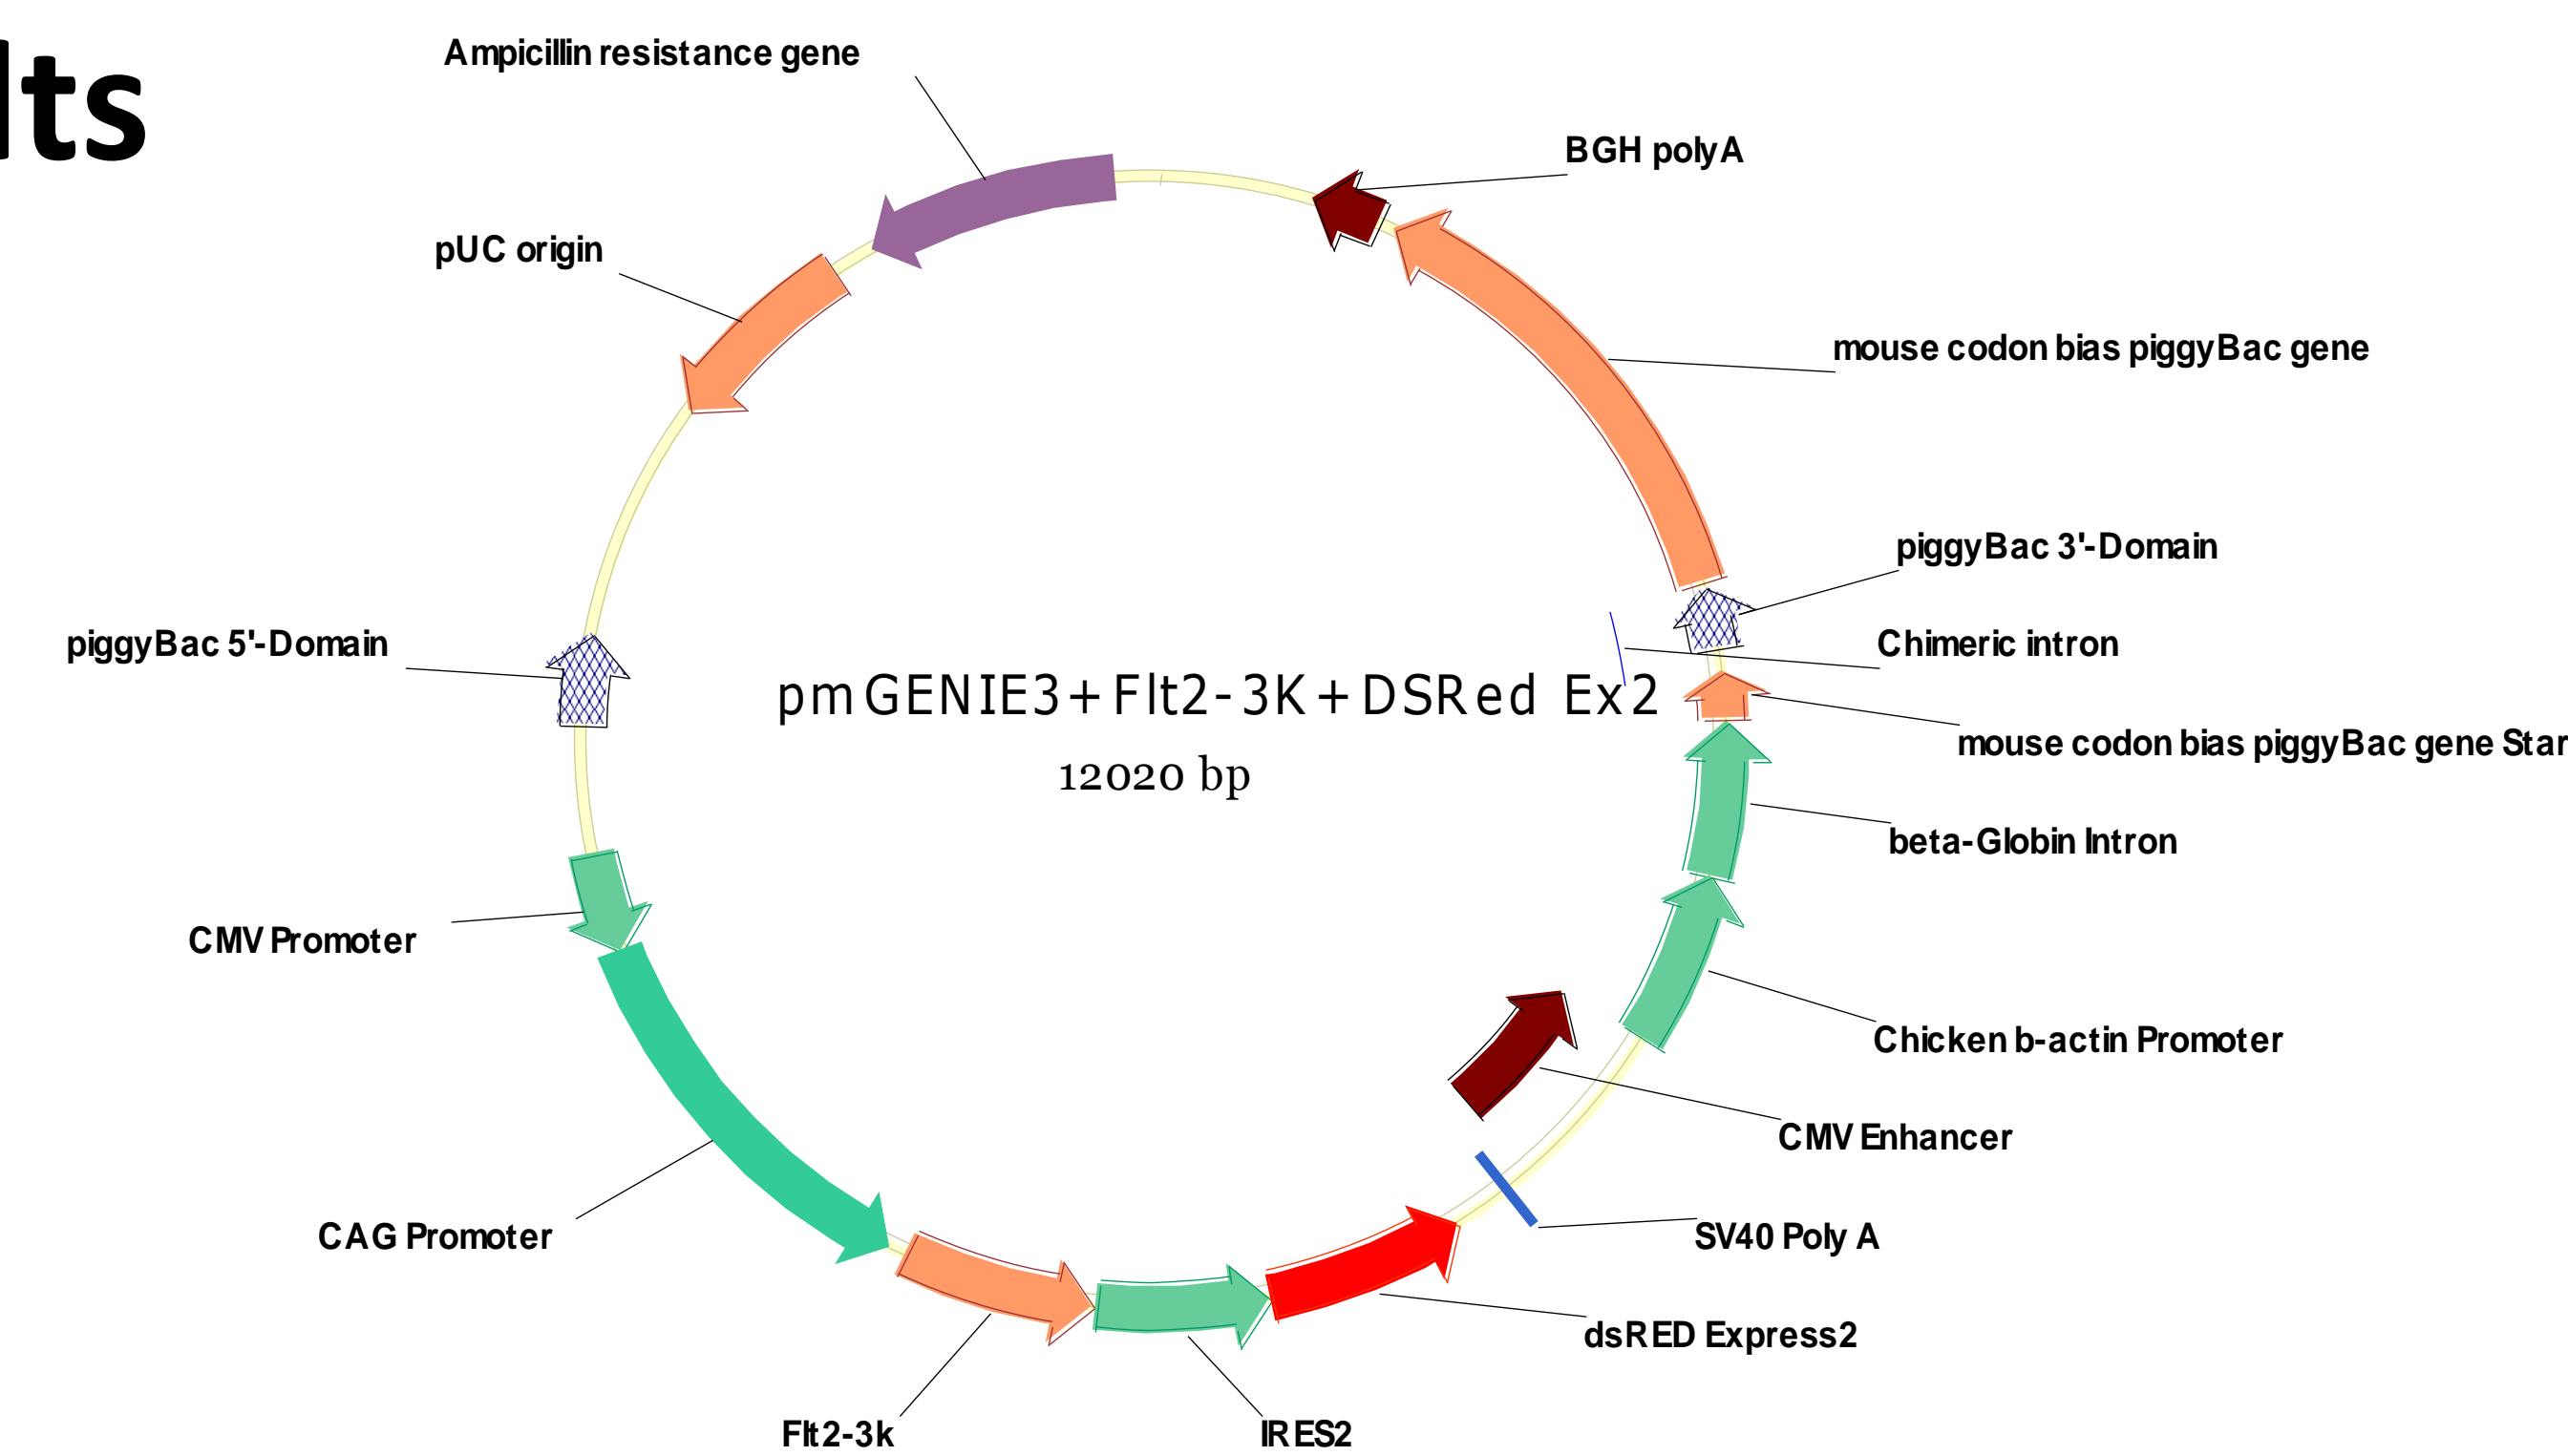 lts
Ampicillin resistance gene
BGH polyA
pUC origin
mouse codon bias piggyBac gene
piggyBac 3'-Domain
piggyBac 5'-Domain
Chimeric intron
pmGENIE3+Flt2-3K+DSRed Ex2
mouse codon bias piggyBac gene Star
12020 bp
beta-Globin Intron
CMV Promoter
Chicken b-actin Promoter
CMV Enhancer
CAG Promoter
SV40 Poly A
dsRED Express2
Flt2-3k
IRES2